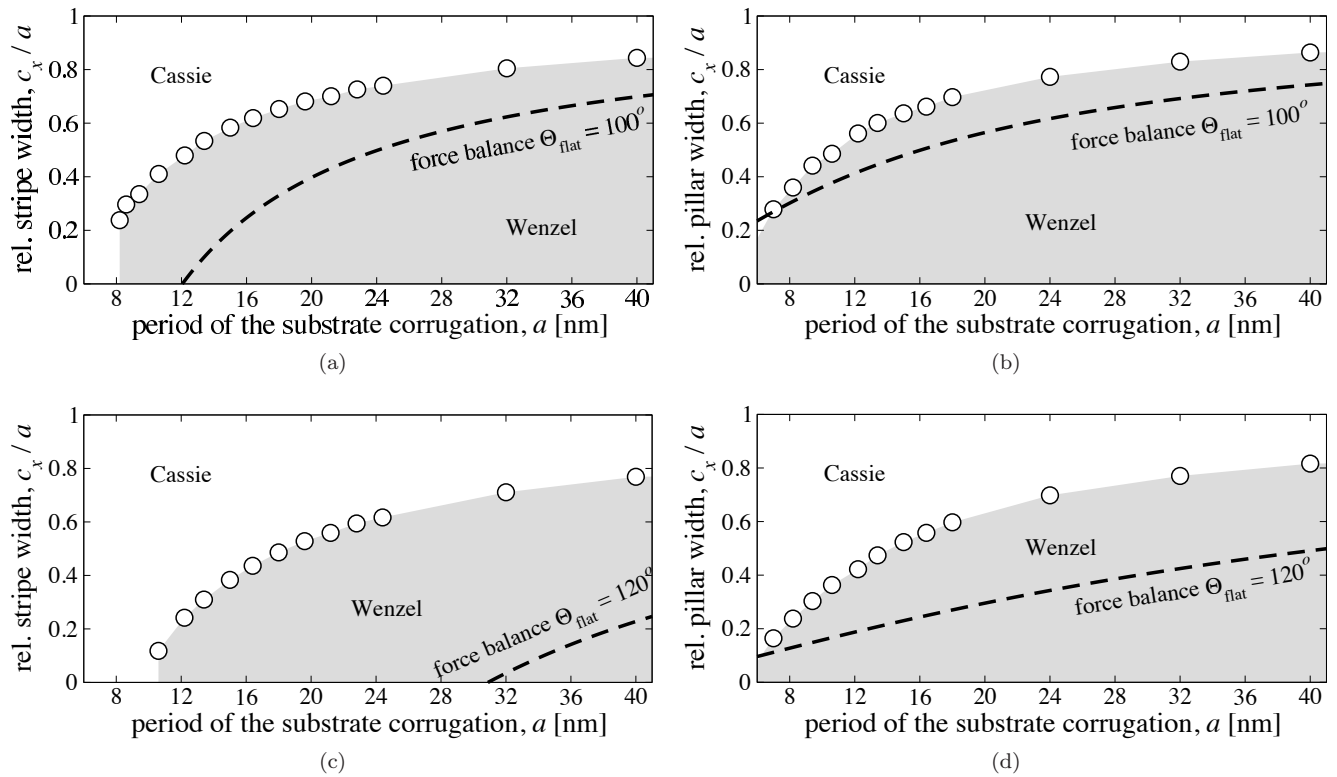 1
0.8
0.6
0.4
0.2
0
rel. stripe width, c_x / a
Cassie
force balance Θ_flat = 100°
Wenzel
8 12 16 20 24 28 32 36 40
period of the substrate corrugation, a [nm]
(a)
1
0.8
0.6
0.4
0.2
0
rel. pillar width, c_x / a
Cassie
force balance Θ_flat = 100°
Wenzel
8 12 16 20 24 28 32 36 40
period of the substrate corrugation, a [nm]
(b)
1
0.8
0.6
0.4
0.2
0
rel. stripe width, c_x / a
Cassie
Wenzel
force balance Θ_flat = 120°
8 12 16 20 24 28 32 36 40
period of the substrate corrugation, a [nm]
(c)
1
0.8
0.6
0.4
0.2
0
rel. pillar width, c_x / a
Cassie
Wenzel
force balance Θ_flat = 120°
8 12 16 20 24 28 32 36 40
period of the substrate corrugation, a [nm]
(d)